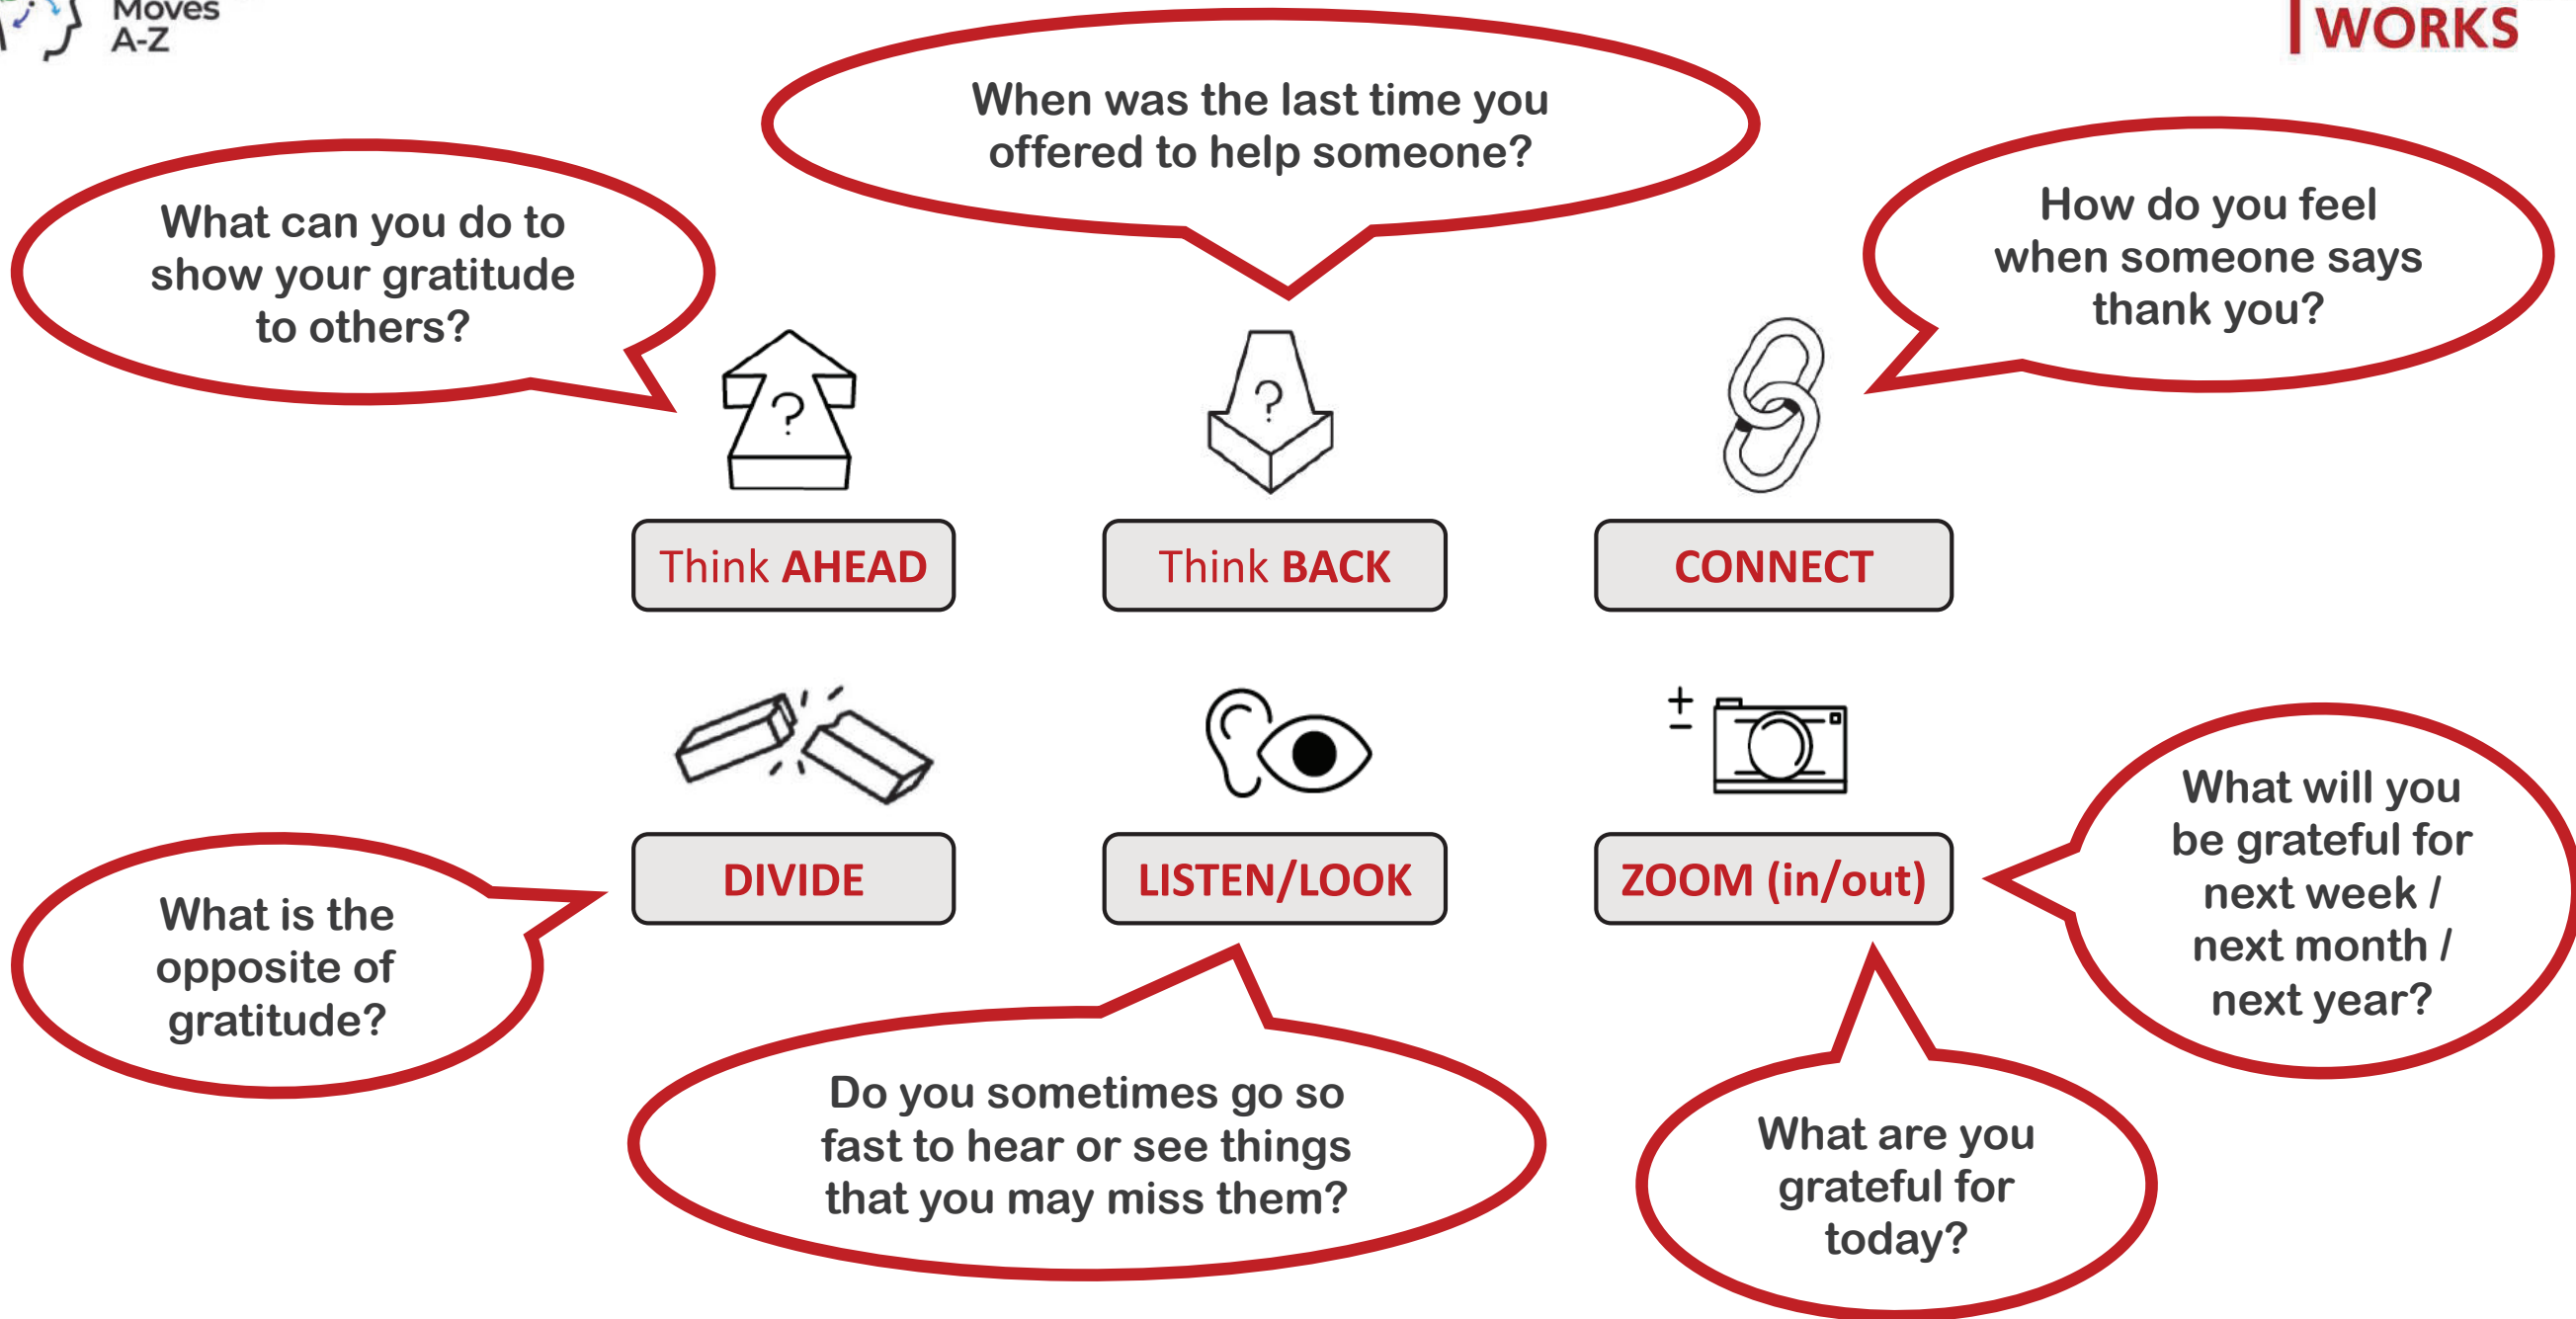 Moves
A-Z
WORKS
When was the last time you
offered to help someone?
What can you do to
show your gratitude
to others?
How do you feel
when someone says
thank you?
?
?
Think AHEAD
Think BACK
CONNECT
+
−
DIVIDE
LISTEN/LOOK
ZOOM (in/out)
What is the
opposite of
gratitude?
Do you sometimes go so
fast to hear or see things
that you may miss them?
What are you
grateful for
today?
What will you
be grateful for
next week /
next month /
next year?